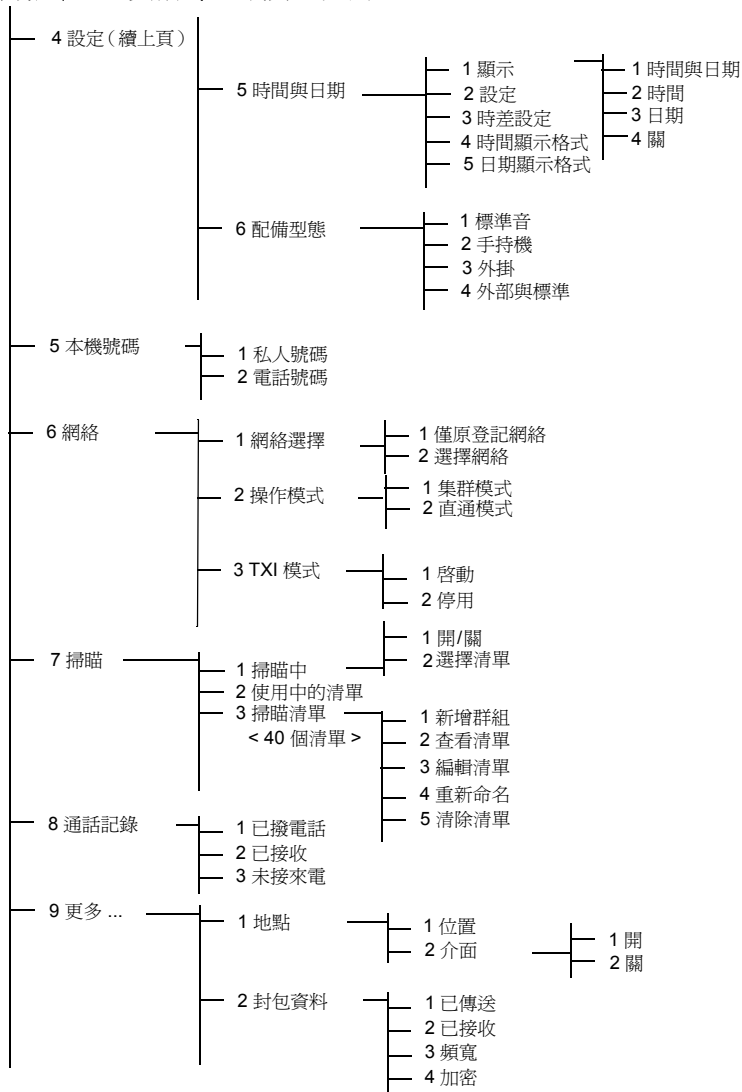 4 設定（續上頁）
5 時間與日期
1 顯示
1 時間與日期
2 時間
3 日期
4 關
2 設定
3 時差設定
4 時間顯示格式
5 日期顯示格式
6 配備型態
1 標準音
2 手持機
3 外掛
4 外部與標準
5 本機號碼
1 私人號碼
2 電話號碼
6 網絡
1 網絡選擇
1 僅原登記網絡
2 選擇網絡
2 操作模式
1 集群模式
2 直通模式
3 TXI 模式
1 啓動
2 停用
7 掃瞄
1 掃瞄中
1 開/關
2 選擇清單
2 使用中的清單
3 掃瞄清單
< 40 個清單 >
1 新增群組
2 查看清單
3 編輯清單
4 重新命名
5 清除清單
8 通話記錄
1 已撥電話
2 已接收
3 未接來電
9 更多 ...
1 地點
1 位置
2 介面
1 開
2 關
2 封包資料
1 已傳送
2 已接收
3 頻寬
4 加密